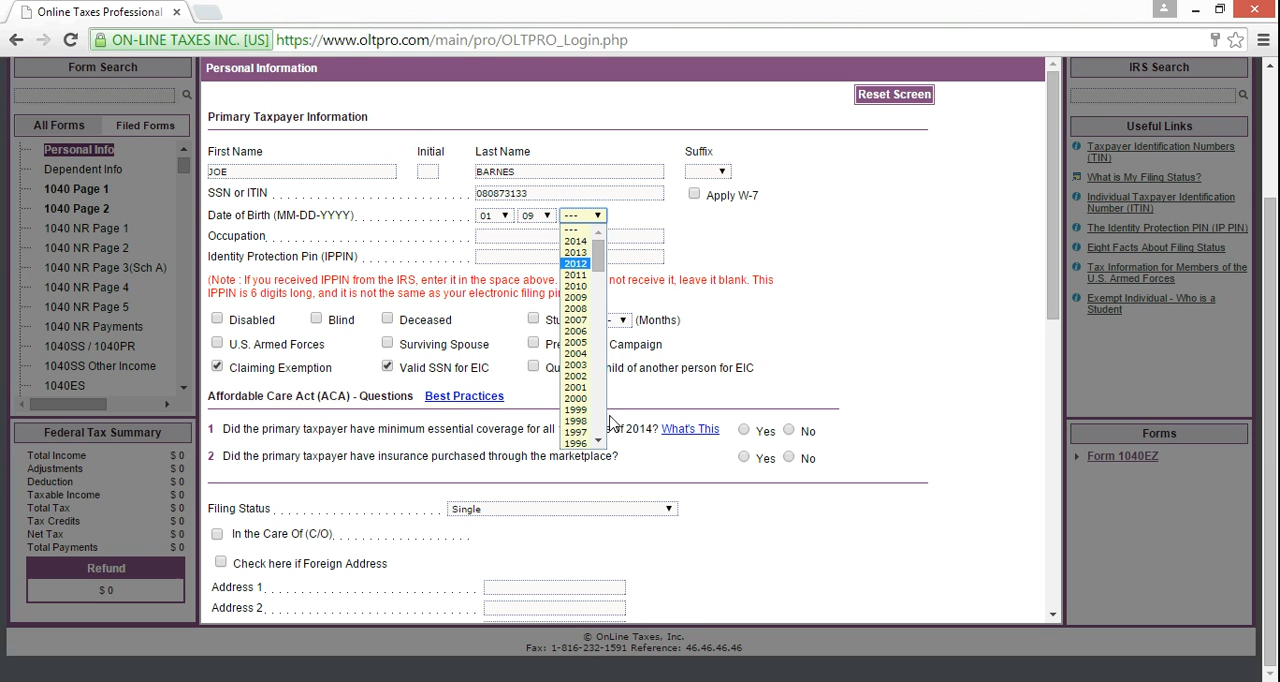 Online Taxes Professional
ON-LINE TAXES INC. [US] https://www.oltpro.com/main/pro/OLTPRO_Login.php
Form Search
All Forms Filed Forms
Personal Info
Dependent Info
1040 Page 1
1040 Page 2
1040 NR Page 1
1040 NR Page 2
1040 NR Page 3(Sch A)
1040 NR Page 4
1040 NR Page 5
1040 NR Payments
1040SS / 1040PR
1040SS Other Income
1040ES
Federal Tax Summary
Total Income $ 0
Adjustments $ 0
Deduction $ 0
Taxable Income $ 0
Total Tax $ 0
Tax Credits $ 0
Net Tax $ 0
Total Payments $ 0
Refund
$ 0
Personal Information
Reset Screen
Primary Taxpayer Information
First Name Initial Last Name Suffix
JOE BARNES
SSN or ITIN 080873133 Apply W-7
Date of Birth (MM-DD-YYYY) 01 09 ---
Occupation
Identity Protection Pin (IPPIN)
---
2014
2013
2012
2011
2010
2009
2008
2007
2006
2005
2004
2003
2002
2001
2000
1999
1998
1997
1996
(Note : If you received IPPIN from the IRS, enter it in the space above. not receive it, leave it blank. This
IPPIN is 6 digits long, and it is not the same as your electronic filing pi
Disabled Blind Deceased Stu - (Months)
U.S. Armed Forces Surviving Spouse Pre Campaign
Claiming Exemption Valid SSN for EIC Qu hild of another person for EIC
Affordable Care Act (ACA) - Questions Best Practices
1 Did the primary taxpayer have minimum essential coverage for all of 2014? What's This Yes No
2 Did the primary taxpayer have insurance purchased through the marketplace? Yes No
Filing Status Single
In the Care Of (C/O)
Check here if Foreign Address
Address 1
Address 2
IRS Search
Useful Links
Taxpayer Identification Numbers
(TIN)
What is My Filing Status?
Individual Taxpayer Identification
Number (ITIN)
The Identity Protection PIN (IP PIN)
Eight Facts About Filing Status
Tax Information for Members of the
U.S. Armed Forces
Exempt Individual - Who is a
Student
Forms
Form 1040EZ
© OnLine Taxes, Inc.
Fax: 1-816-232-1591 Reference: 46.46.46.46